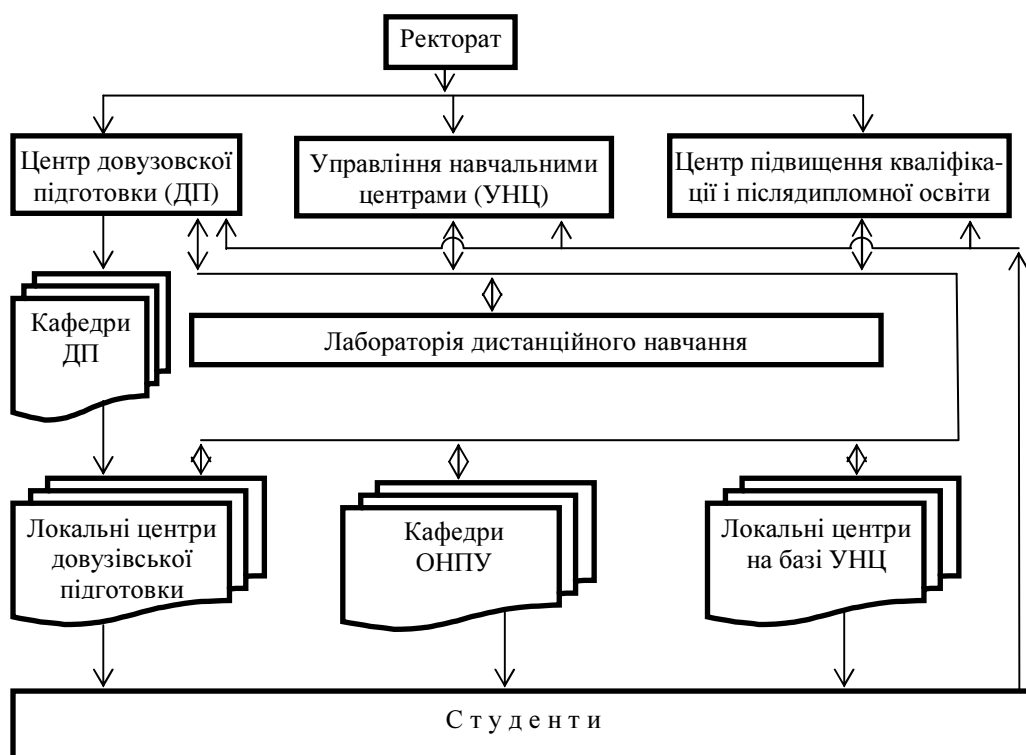 Ректорат
Центр довузовскої
підготовки (ДП)
Управління навчальними
центрами (УНЦ)
Центр підвищення кваліфіка-
ції і післядипломної освіти
Кафедри
ДП
Лабораторія дистанційного навчання
Локальні центри
довузівської
підготовки
Кафедри
ОНПУ
Локальні центри
на базі УНЦ
С т у д е н т и